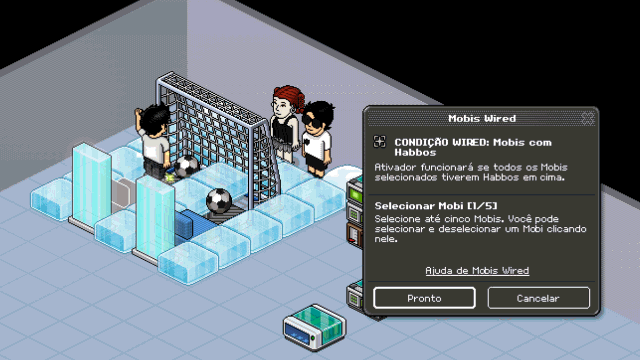 Mobis Wired
CONDIÇÃO WIRED: Mobis com
Habbos
Ativador funcionará se todos os Mobis
selecionados tiverem Habbos em cima.
Selecionar Mobi [1/5]
Selecione até cinco Mobis. Você pode
selecionar e deselecionar um Mobi clicando
nele.
Ajuda de Mobis Wired
Pronto
Cancelar